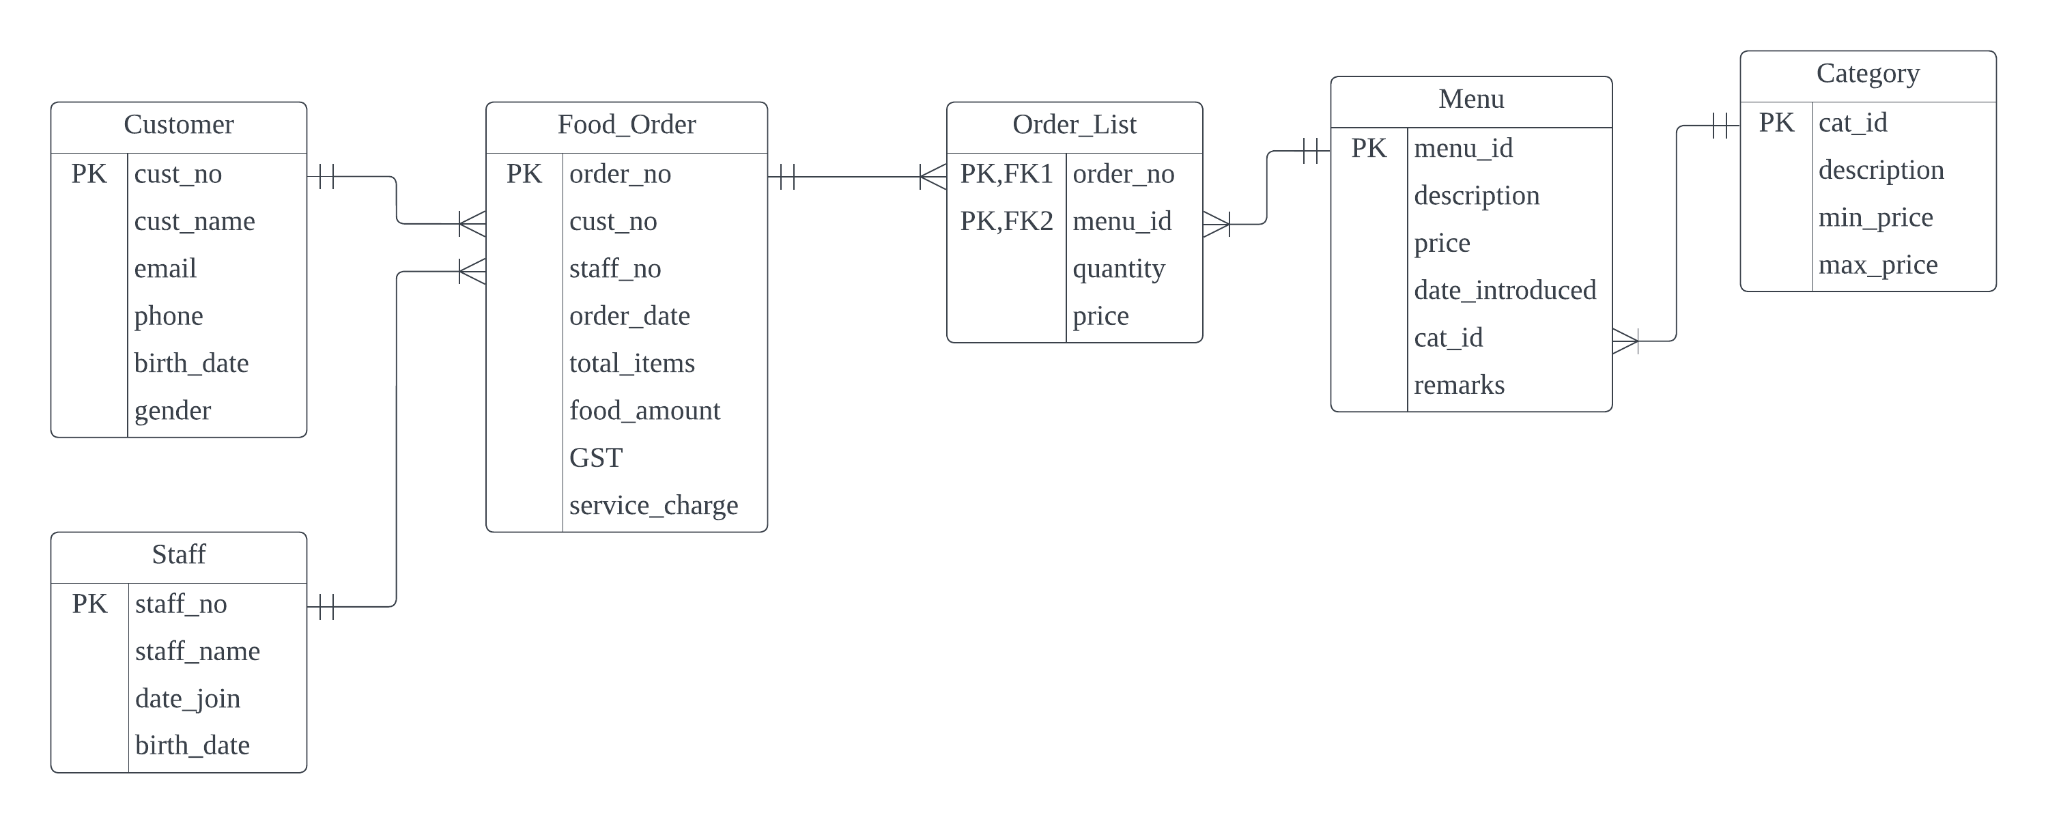 Customer
PK cust_no
cust_name
email
phone
birth_date
gender
Staff
PK staff_no
staff_name
date_join
birth_date
Food_Order
PK order_no
cust_no
staff_no
order_date
total_items
food_amount
GST
service_charge
Order_List
PK,FK1 order_no
PK,FK2 menu_id
quantity
price
Menu
PK menu_id
description
price
date_introduced
cat_id
remarks
Category
PK cat_id
description
min_price
max_price